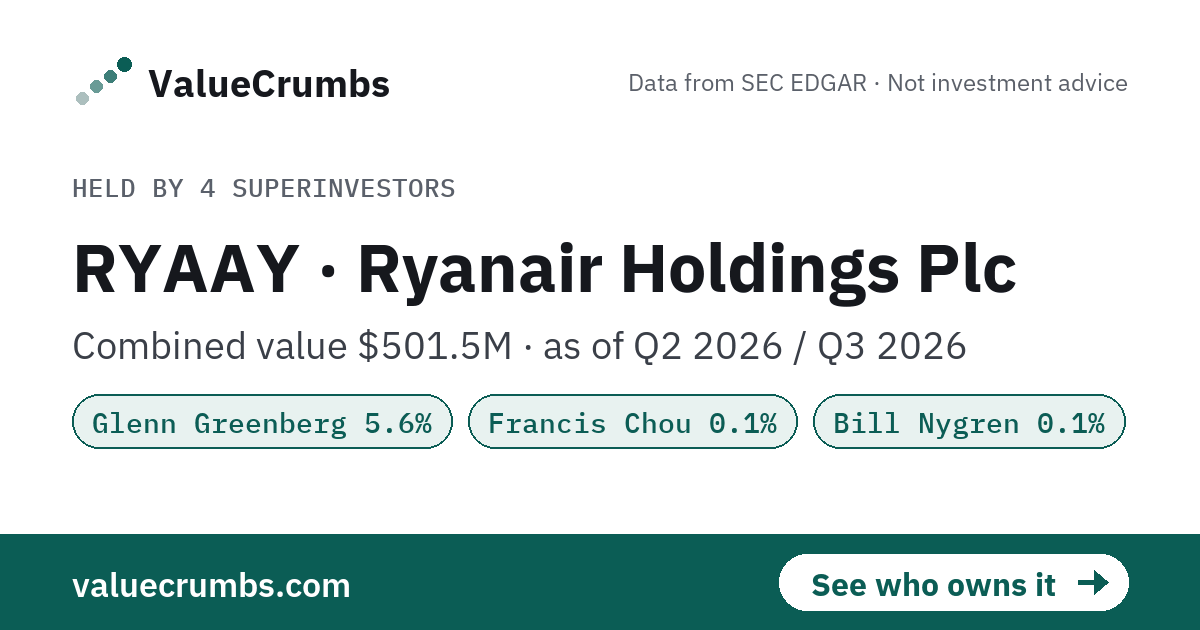 ValueCrumbs
Data from SEC EDGAR · Not investment advice
HELD BY 4 SUPERINVESTORS
RYAAY · Ryanair Holdings Plc
Combined value $501.5M · as of Q2 2026 / Q3 2026
Glenn Greenberg 5.6%
Francis Chou 0.1%
Bill Nygren 0.1%
valuecrumbs.com
See who owns it →